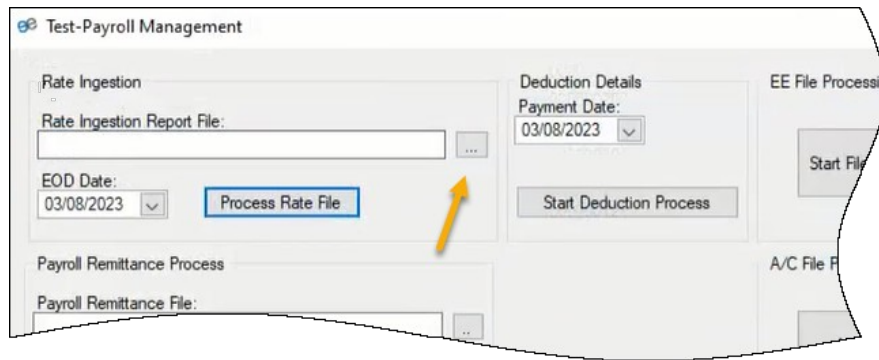 Test-Payroll Management
Rate Ingestion
Rate Ingestion Report File:
...
EOD Date:
03/08/2023
Process Rate File
Deduction Details
Payment Date:
03/08/2023
Start Deduction Process
EE File Processi
Start File
Payroll Remittance Process
Payroll Remittance File:
..
A/C File P